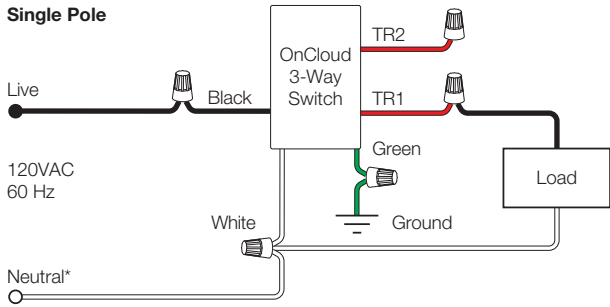 Single Pole
TR2
OnCloud
3-Way
Switch
Live
Black
TR1
Green
120VAC
60 Hz
Load
White
Ground
Neutral*